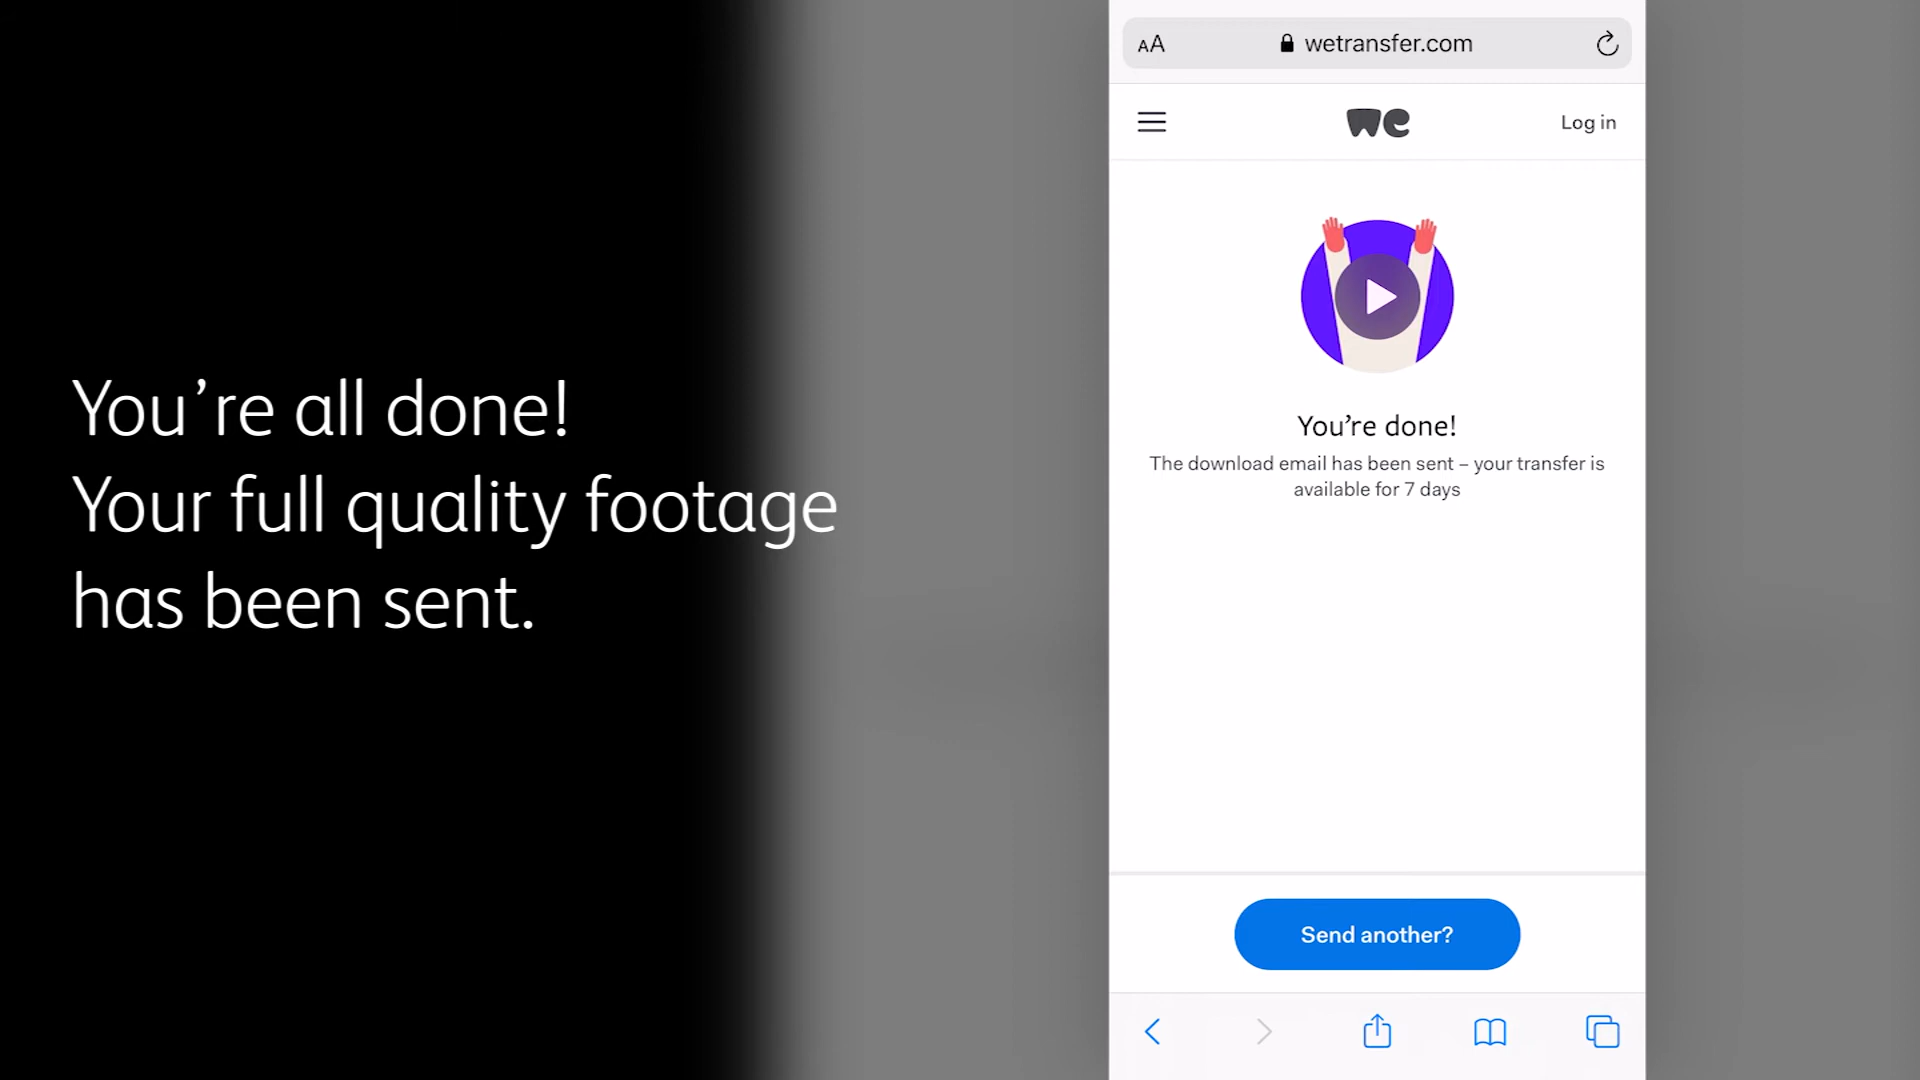 You’re all done!
Your full quality footage
has been sent.
AA
wetransfer.com
we
Log in
You’re done!
The download email has been sent – your transfer is
available for 7 days
Send another?